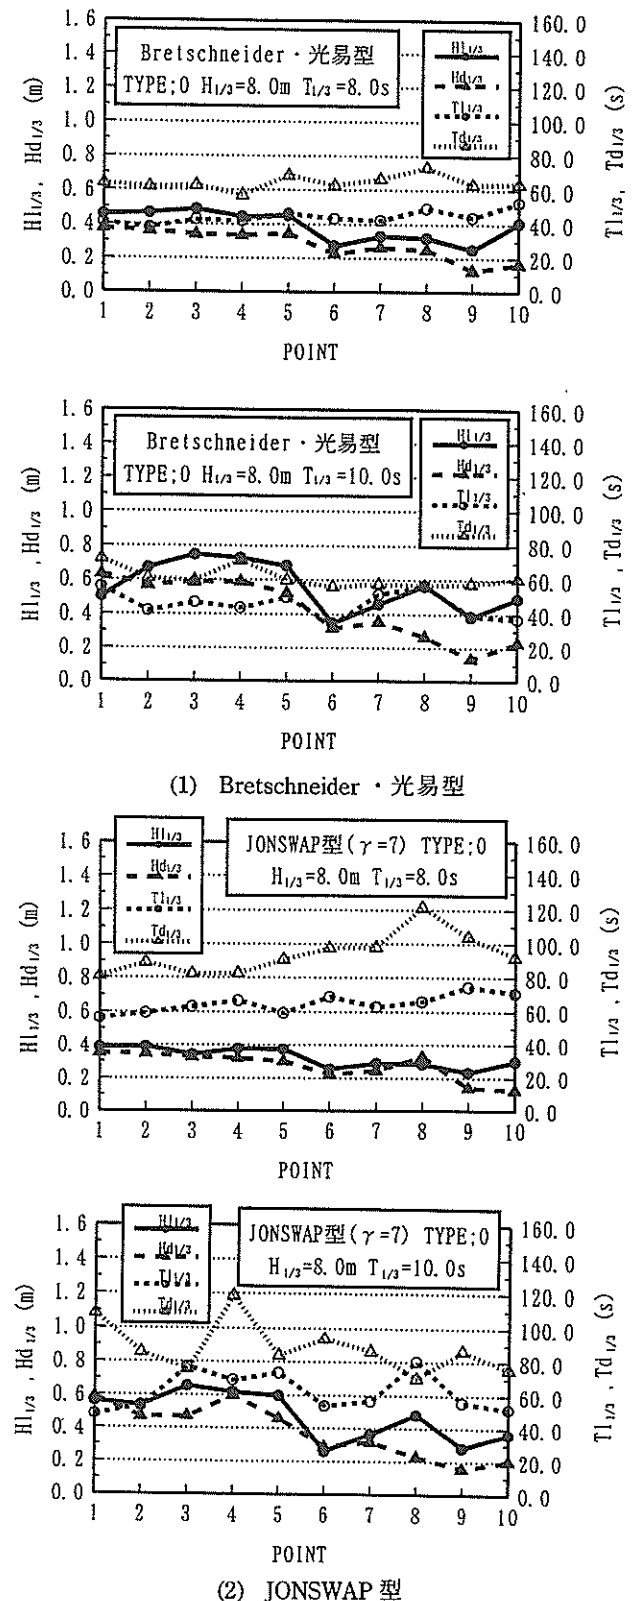 Hl1/3, Hd1/3 (m)
1.6
1.4
1.2
1.0
0.8
0.6
0.4
0.2
0.0
Bretschneider・光易型
TYPE;0 H1/3=8.0m T1/3=8.0s
Hl1/3
Hd1/3
Tl1/3
Td1/3
160.0
140.0
120.0
100.0
80.0
60.0
40.0
20.0
0.0
Tl1/3, Td1/3 (s)
1 2 3 4 5 6 7 8 9 10
POINT
Hl1/3, Hd1/3 (m)
1.6
1.4
1.2
1.0
0.8
0.6
0.4
0.2
0.0
Bretschneider・光易型
TYPE;0 H1/3=8.0m T1/3=10.0s
Hl1/3
Hd1/3
Tl1/3
Td1/3
160.0
140.0
120.0
100.0
80.0
60.0
40.0
20.0
0.0
Tl1/3, Td1/3 (s)
1 2 3 4 5 6 7 8 9 10
POINT
(1) Bretschneider・光易型
Hl1/3, Hd1/3 (m)
1.6
1.4
1.2
1.0
0.8
0.6
0.4
0.2
0.0
Hl1/3
Hd1/3
Tl1/3
Td1/3
JONSWAP型(γ=7) TYPE;0
H1/3=8.0m T1/3=8.0s
160.0
140.0
120.0
100.0
80.0
60.0
40.0
20.0
0.0
Tl1/3, Td1/3 (s)
1 2 3 4 5 6 7 8 9 10
POINT
Hl1/3, Hd1/3 (m)
1.6
1.4
1.2
1.0
0.8
0.6
0.4
0.2
0.0
Hl1/3
Hd1/3
Tl1/3
Td1/3
JONSWAP型(γ=7) TYPE;0
H1/3=8.0m T1/3=10.0s
160.0
140.0
120.0
100.0
80.0
60.0
40.0
20.0
0.0
Tl1/3, Td1/3 (s)
1 2 3 4 5 6 7 8 9 10
POINT
(2) JONSWAP型